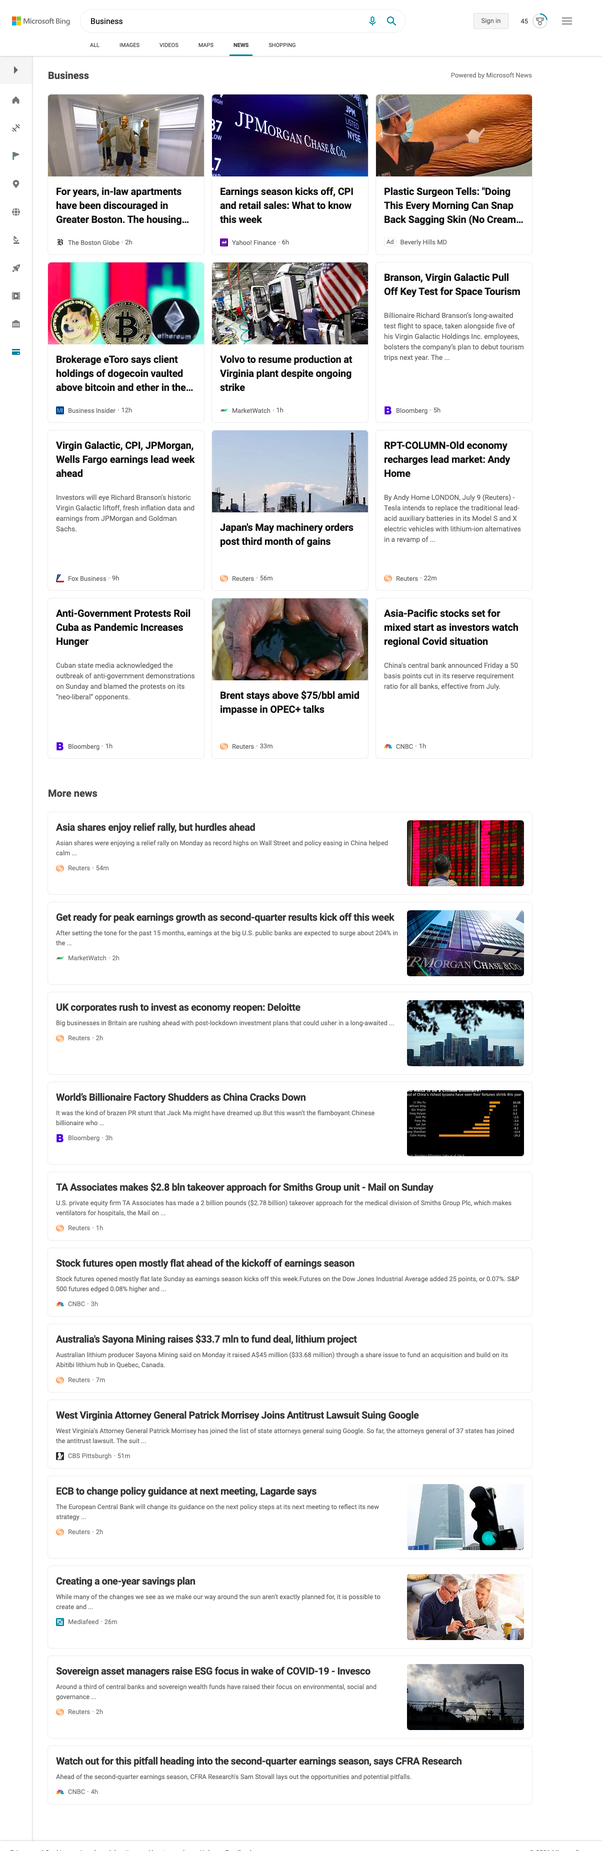 Microsoft Bing
Business
Sign in
45
ALL
IMAGES
VIDEOS
MAPS
NEWS
SHOPPING
Business
Powered by Microsoft News
For years, in-law apartments
have been discouraged in
Greater Boston. The housing...
The Boston Globe · 2h
JPMORGAN CHASE & CO.
Earnings season kicks off, CPI
and retail sales: What to know
this week
Yahoo! Finance · 6h
Plastic Surgeon Tells: "Doing
This Every Morning Can Snap
Back Sagging Skin (No Cream...
Ad Beverly Hills MD
ethereum
Brokerage eToro says client
holdings of dogecoin vaulted
above bitcoin and ether in the...
Business Insider · 12h
Volvo to resume production at
Virginia plant despite ongoing
strike
MarketWatch · 1h
Branson, Virgin Galactic Pull
Off Key Test for Space Tourism
Billionaire Richard Branson's long-awaited
test flight to space, taken alongside five of
his Virgin Galactic Holdings Inc. employees,
bolsters the company's plan to debut tourism
trips next year. The ...
Bloomberg · 5h
Virgin Galactic, CPI, JPMorgan,
Wells Fargo earnings lead week
ahead
Investors will eye Richard Branson's historic
Virgin Galactic liftoff, fresh inflation data and
earnings from JPMorgan and Goldman
Sachs.
Fox Business · 9h
Japan's May machinery orders
post third month of gains
Reuters · 56m
RPT-COLUMN-Old economy
recharges lead market: Andy
Home
By Andy Home LONDON, July 9 (Reuters) -
Tesla intends to replace the traditional lead-
acid auxiliary batteries in its Model S and X
electric vehicles with lithium-ion alternatives
in a revamp of ...
Reuters · 22m
Anti-Government Protests Roil
Cuba as Pandemic Increases
Hunger
Cuban state media acknowledged the
outbreak of anti-government demonstrations
on Sunday and blamed the protests on its
"neo-liberal" opponents.
Bloomberg · 1h
Brent stays above $75/bbl amid
impasse in OPEC+ talks
Reuters · 33m
Asia-Pacific stocks set for
mixed start as investors watch
regional Covid situation
China's central bank announced Friday a 50
basis points cut in its reserve requirement
ratio for all banks, effective from July.
CNBC · 1h
More news
Asia shares enjoy relief rally, but hurdles ahead
Asian shares were enjoying a relief rally on Monday as record highs on Wall Street and policy easing in China helped
calm ...
Reuters · 54m
Get ready for peak earnings growth as second-quarter results kick off this week
After setting the tone for the past 15 months, earnings at the big U.S. public banks are expected to surge about 204% in
the ...
MarketWatch · 2h
UK corporates rush to invest as economy reopen: Deloitte
Big businesses in Britain are rushing ahead with post-lockdown investment plans that could usher in a long-awaited ...
Reuters · 2h
World's Billionaire Factory Shudders as China Cracks Down
It was the kind of brazen PR stunt that Jack Ma might have dreamed up.But this wasn't the flamboyant Chinese
billionaire who ...
Bloomberg · 3h
TA Associates makes $2.8 bln takeover approach for Smiths Group unit - Mail on Sunday
U.S. private equity firm TA Associates has made a 2 billion pounds ($2.78 billion) takeover approach for the medical division of Smiths Group Plc, which makes
ventilators for hospitals, the Mail on ...
Reuters · 1h
Stock futures open mostly flat ahead of the kickoff of earnings season
Stock futures opened mostly flat late Sunday as earnings season kicks off this week.Futures on the Dow Jones Industrial Average added 25 points, or 0.07%. S&P
500 futures edged 0.08% higher and ...
CNBC · 3h
Australia's Sayona Mining raises $33.7 mln to fund deal, lithium project
Australian lithium producer Sayona Mining said on Monday it raised A$45 million ($33.68 million) through a share issue to fund an acquisition and build on its
Abitibi lithium hub in Quebec, Canada.
Reuters · 7m
West Virginia Attorney General Patrick Morrisey Joins Antitrust Lawsuit Suing Google
West Virginia's Attorney General Patrick Morrisey has joined the list of state attorneys general suing Google. So far, the attorneys general of 37 states has joined
the antitrust lawsuit. The suit ...
CBS Pittsburgh · 51m
ECB to change policy guidance at next meeting, Lagarde says
The European Central Bank will change its guidance on the next policy steps at its next meeting to reflect its new
strategy ...
Reuters · 2h
Creating a one-year savings plan
While many of the changes we see as we make our way around the sun aren't exactly planned for, it is possible to
create and ...
Mediafeed · 26m
Sovereign asset managers raise ESG focus in wake of COVID-19 - Invesco
Around a third of central banks and sovereign wealth funds have raised their focus on environmental, social and
governance ...
Reuters · 2h
Watch out for this pitfall heading into the second-quarter earnings season, says CFRA Research
Ahead of the second-quarter earnings season, CFRA Research's Sam Stovall lays out the opportunities and potential pitfalls.
CNBC · 4h